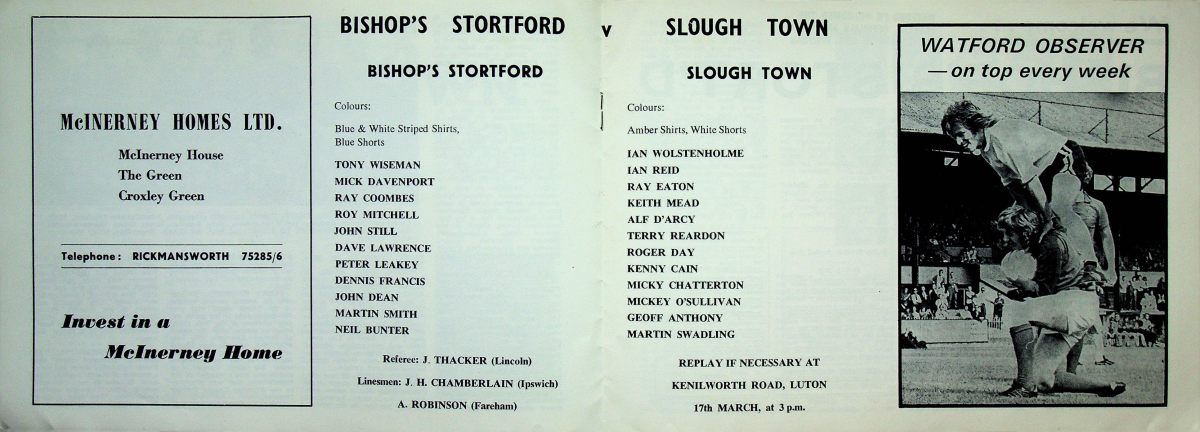 McINERNEY HOMES LTD.
McInerney House
The Green
Croxley Green
Telephone: RICKMANSWORTH 75285/6
Invest in a
McInerney Home
BISHOP'S STORTFORD v SLOUGH TOWN
BISHOP'S STORTFORD
Colours:
Blue & White Striped Shirts,
Blue Shorts
TONY WISEMAN
MICK DAVENPORT
RAY COOMBES
ROY MITCHELL
JOHN STILL
DAVE LAWRENCE
PETER LEAKEY
DENNIS FRANCIS
JOHN DEAN
MARTIN SMITH
NEIL BUNTER
Referee: J. THACKER (Lincoln)
Linesmen: J. H. CHAMBERLAIN (Ipswich)
A. ROBINSON (Fareham)
SLOUGH TOWN
Colours:
Amber Shirts, White Shorts
IAN WOLSTENHOLME
IAN REID
RAY EATON
KEITH MEAD
ALF D'ARCY
TERRY REARDON
ROGER DAY
KENNY CAIN
MICKY CHATTERTON
MICKEY O'SULLIVAN
GEOFF ANTHONY
MARTIN SWADLING
REPLAY IF NECESSARY AT
KENILWORTH ROAD, LUTON
17th MARCH, at 3 p.m.
WATFORD OBSERVER
—on top every week